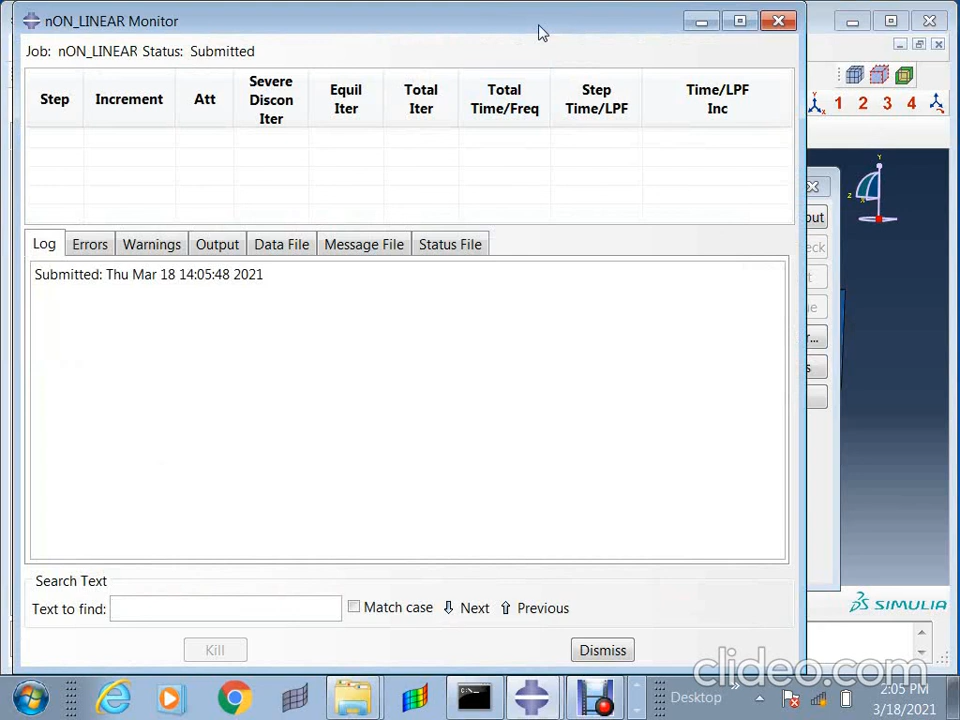 nON_LINEAR Monitor
Job: nON_LINEAR Status: Submitted
Step Increment Att Severe Discon Iter Equil Iter Total Iter Total Time/Freq Step Time/LPF Time/LPF Inc
1 2 3 4
Y
Z
X
Log Errors Warnings Output Data File Message File Status File
Submitted: Thu Mar 18 14:05:48 2021
Search Text
Text to find: Match case Next Previous
Kill Dismiss
SIMULIA
clideo.com
Desktop
2:05 PM
3/18/2021